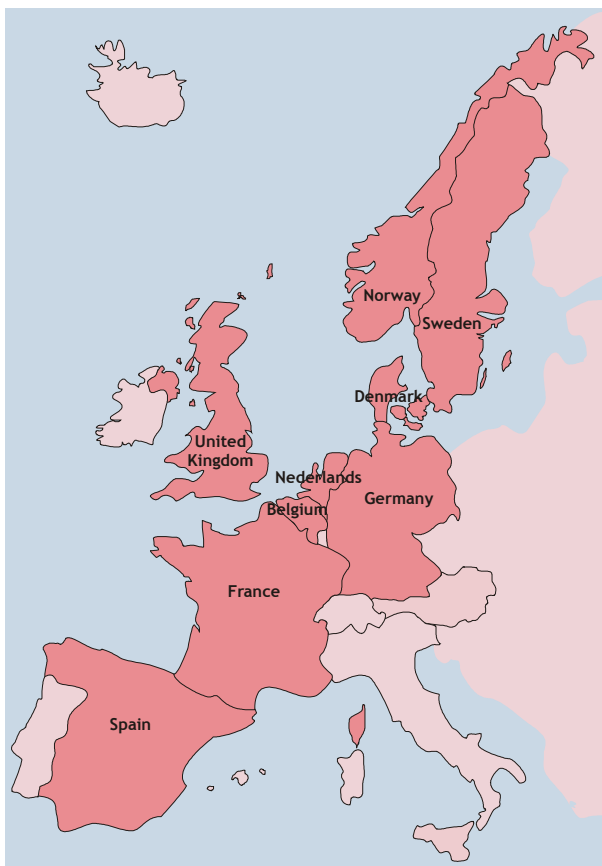 Norway
Sweden
Denmark
United
Kingdom
Nederlands
Belgium
Germany
France
Spain